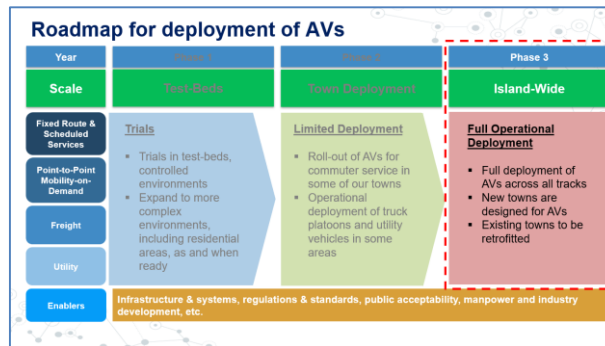 Roadmap for deployment of AVs
Year
Phase 3
Scale
Test-Beds
Town Deployment
Island-Wide
Fixed Route &
Scheduled
Services
Point-to-Point
Mobility-on-
Demand
Freight
Utility
Enablers
Trials
▪ Trials in test-beds,
controlled
environments
▪ Expand to more
complex
environments,
including residential
areas, as and when
ready
Limited Deployment
▪ Roll-out of AVs for
commuter service in
some of our towns
▪ Operational
deployment of truck
platoons and utility
vehicles in some
areas
Full Operational
Deployment
▪ Full deployment of
AVs across all tracks
▪ New towns are
designed for AVs
▪ Existing towns to be
retrofitted
Infrastructure & systems, regulations & standards, public acceptability, manpower and industry
development, etc.